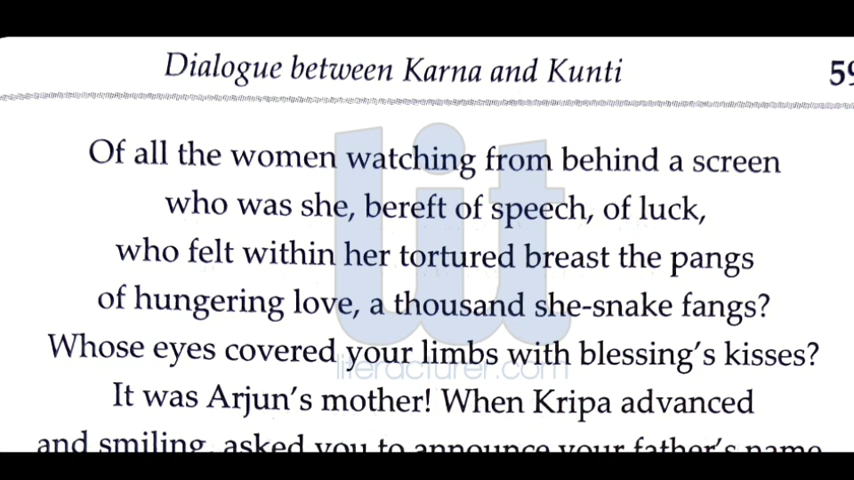 Dialogue between Karna and Kunti
59
Of all the women watching from behind a screen
who was she, bereft of speech, of luck,
who felt within her tortured breast the pangs
of hungering love, a thousand she-snake fangs?
Whose eyes covered your limbs with blessing's kisses?
It was Arjun's mother! When Kripa advanced
and smiling, asked you to announce your father's name
lit
literacturer.com